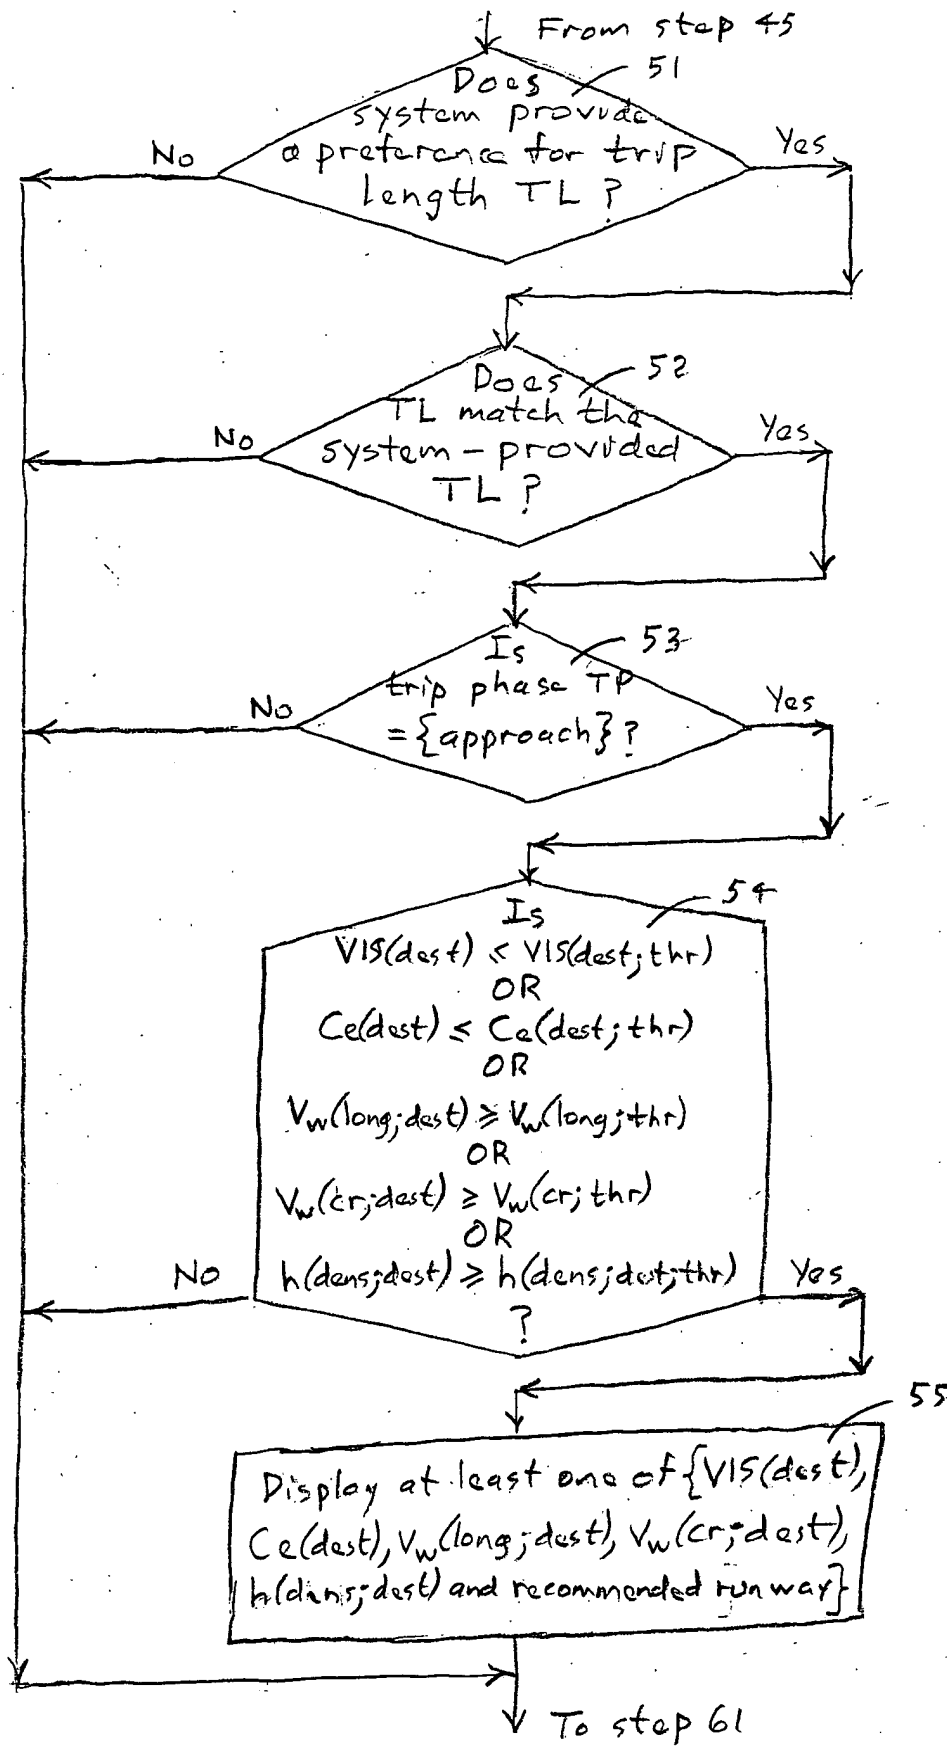 From step 45
51
Does
system provide
a preference for trip
length TL ?
No
Yes
52
Does
TL match the
system-provided
TL ?
No
Yes
53
Is
trip phase TP
={approach}?
No
Yes
54
Is
VIS(dest) ≤ VIS(dest;thr)
OR
Ce(dest) ≤ Ce(dest;thr)
OR
Vw(long;dest) ≥ Vw(long;thr)
OR
Vw(cr;dest) ≥ Vw(cr;thr)
OR
h(dens;dest) ≥ h(dens;dest;thr)
?
No
Yes
55
Display at least one of {VIS(dest),
Ce(dest), Vw(long;dest), Vw(cr;dest),
h(dens;dest) and recommended runway}
To step 61